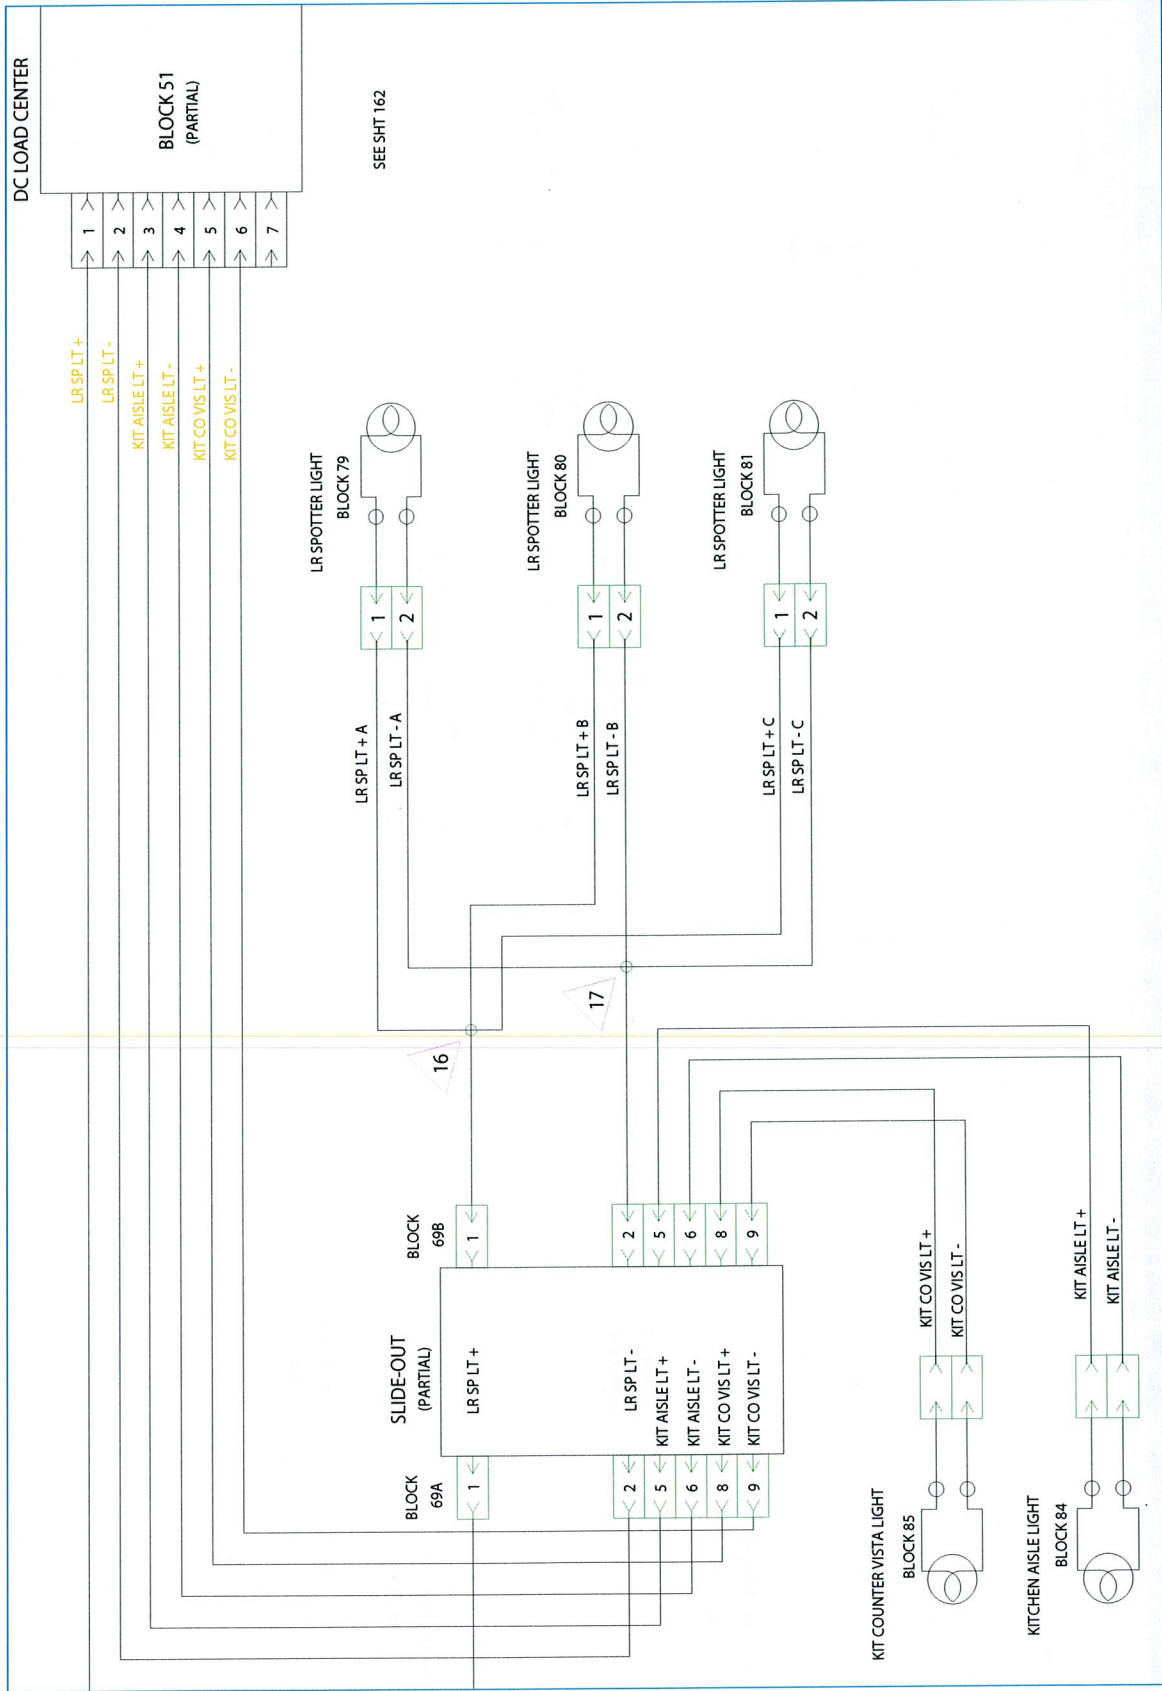 DC LOAD CENTER
BLOCK 51
(PARTIAL)
1
2
3
4
5
6
7
SEE SHT 162
LR SP LT +
LR SP LT -
KIT AISLE LT +
KIT AISLE LT -
KIT CO VIS LT +
KIT CO VIS LT -
LR SPOTTER LIGHT
BLOCK 79
1
2
LR SP LT + A
LR SP LT - A
LR SPOTTER LIGHT
BLOCK 80
1
2
LR SP LT + B
LR SP LT - B
LR SPOTTER LIGHT
BLOCK 81
1
2
LR SP LT + C
LR SP LT - C
16
17
BLOCK
69B
1
2
5
6
8
9
SLIDE-OUT
(PARTIAL)
LR SP LT +
LR SP LT -
KIT AISLE LT +
KIT AISLE LT -
KIT CO VIS LT +
KIT CO VIS LT -
BLOCK
69A
1
2
5
6
8
9
KIT CO VIS LT +
KIT CO VIS LT -
KIT COUNTER VISTA LIGHT
BLOCK 85
KIT AISLE LT +
KIT AISLE LT -
KITCHEN AISLE LIGHT
BLOCK 84